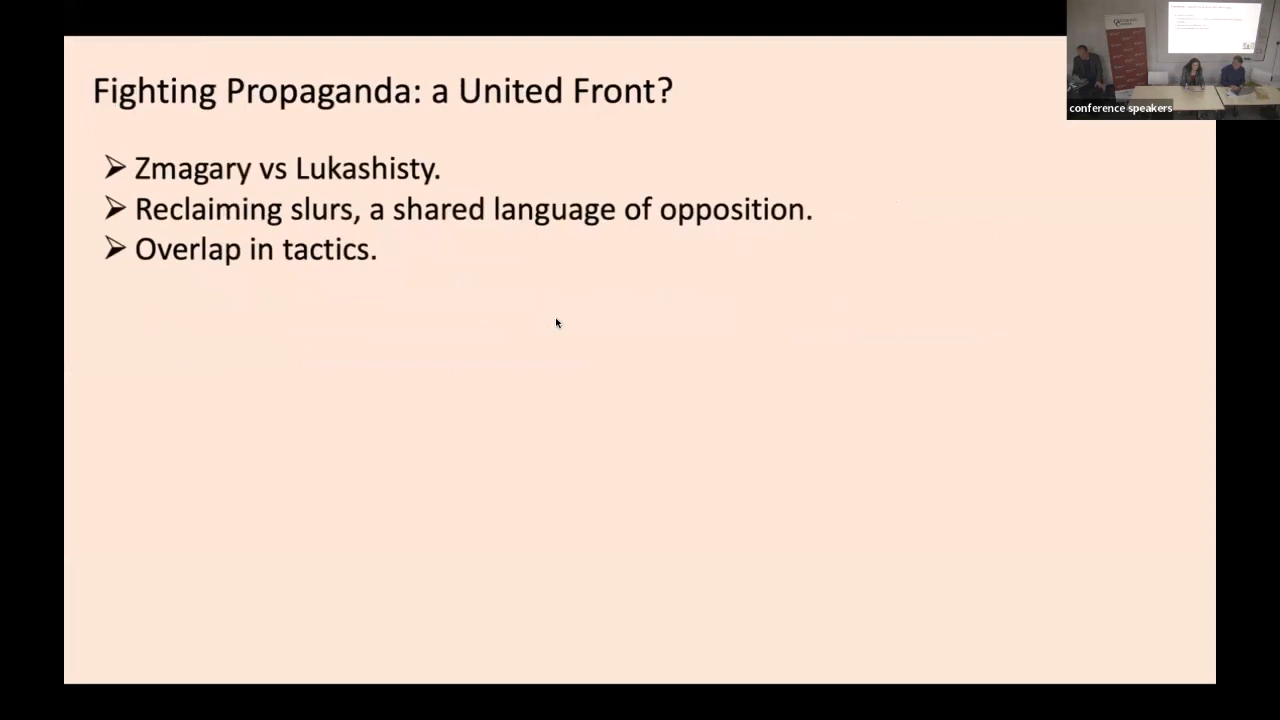 Fighting Propaganda: a United Front?
➢ Zmagary vs Lukashisty.
➢ Reclaiming slurs, a shared language of opposition.
➢ Overlap in tactics.
conference speakers